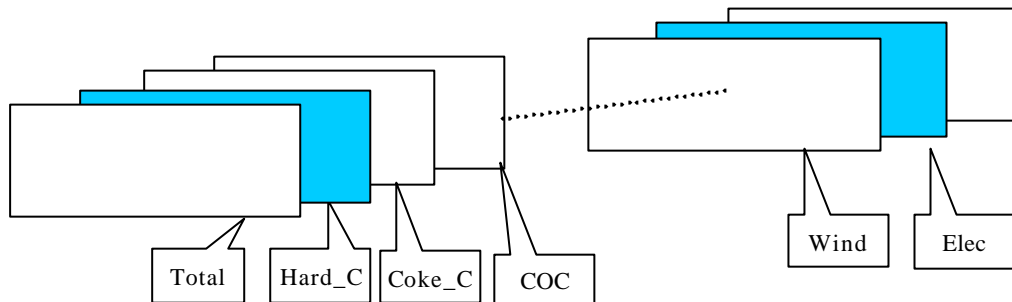 Total
Hard_C
Coke_C
COC
Wind
Elec